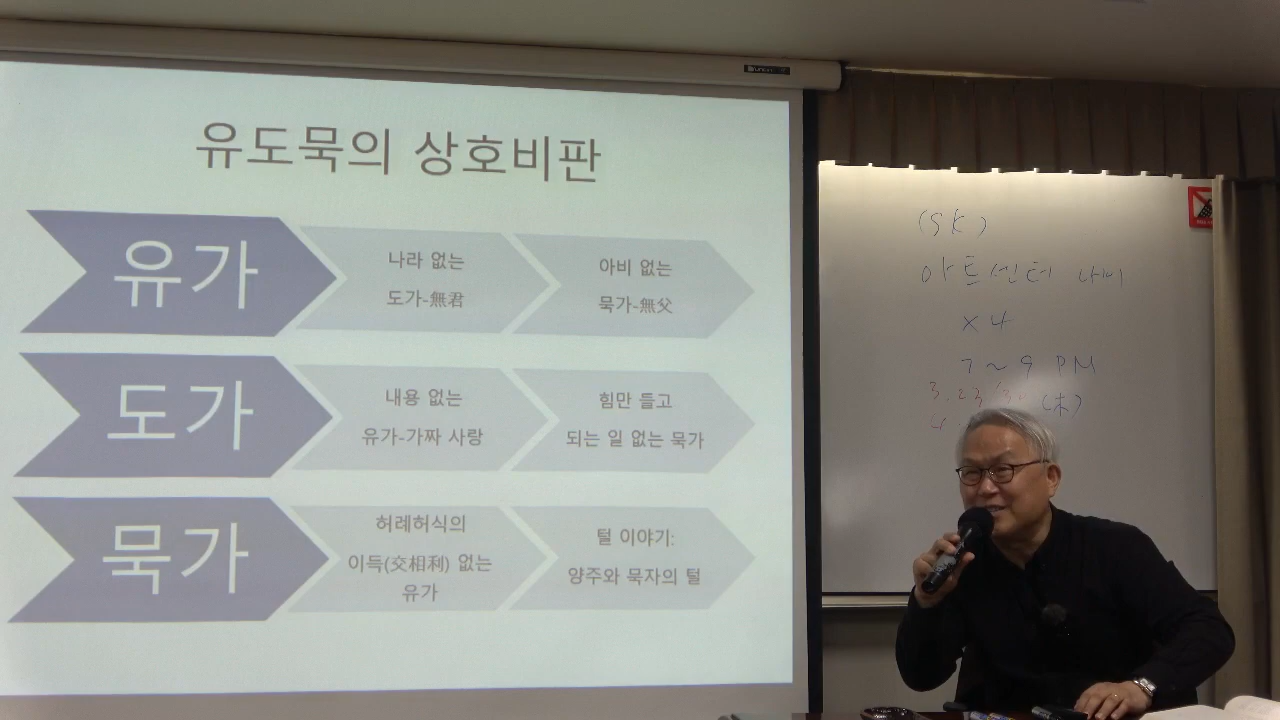 유도묵의 상호비판
유가
나라 없는
도가-無君
아비 없는
묵가-無父
도가
내용 없는
유가-가짜 사랑
힘만 들고
되는 일 없는 묵가
묵가
허례허식의
이득(交相利) 없는
유가
털 이야기:
양주와 묵자의 털
(SK)
아트센터 나비
x 4
7~9 PM
3.23
(木)